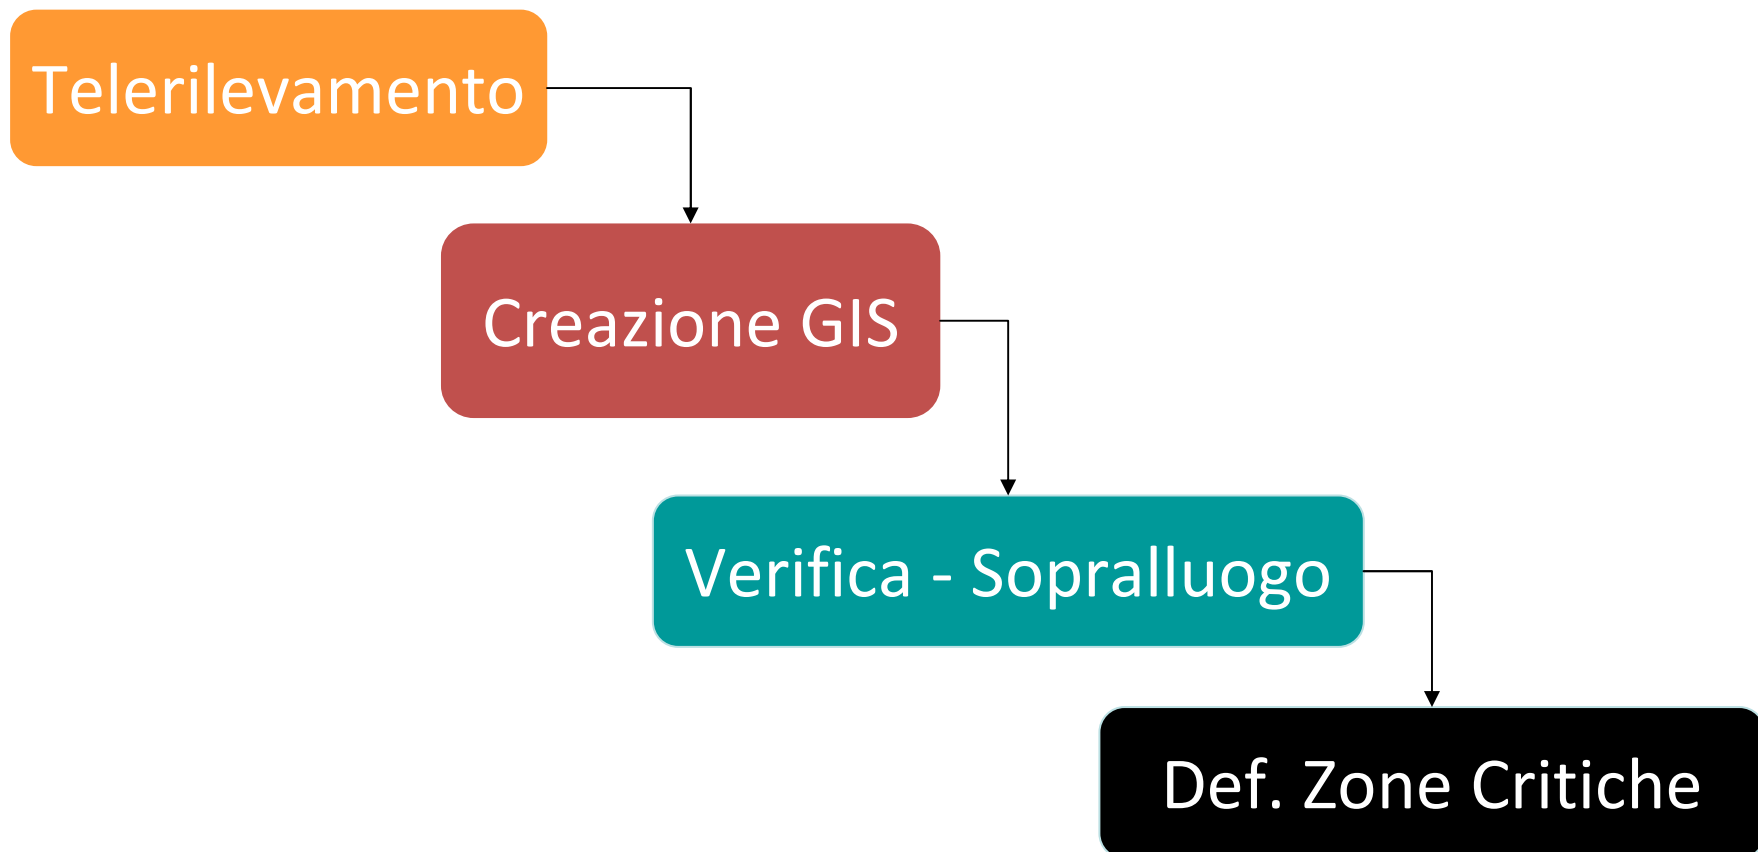 Telerilevamento
Creazione GIS
Verifica - Sopralluogo
Def. Zone Critiche